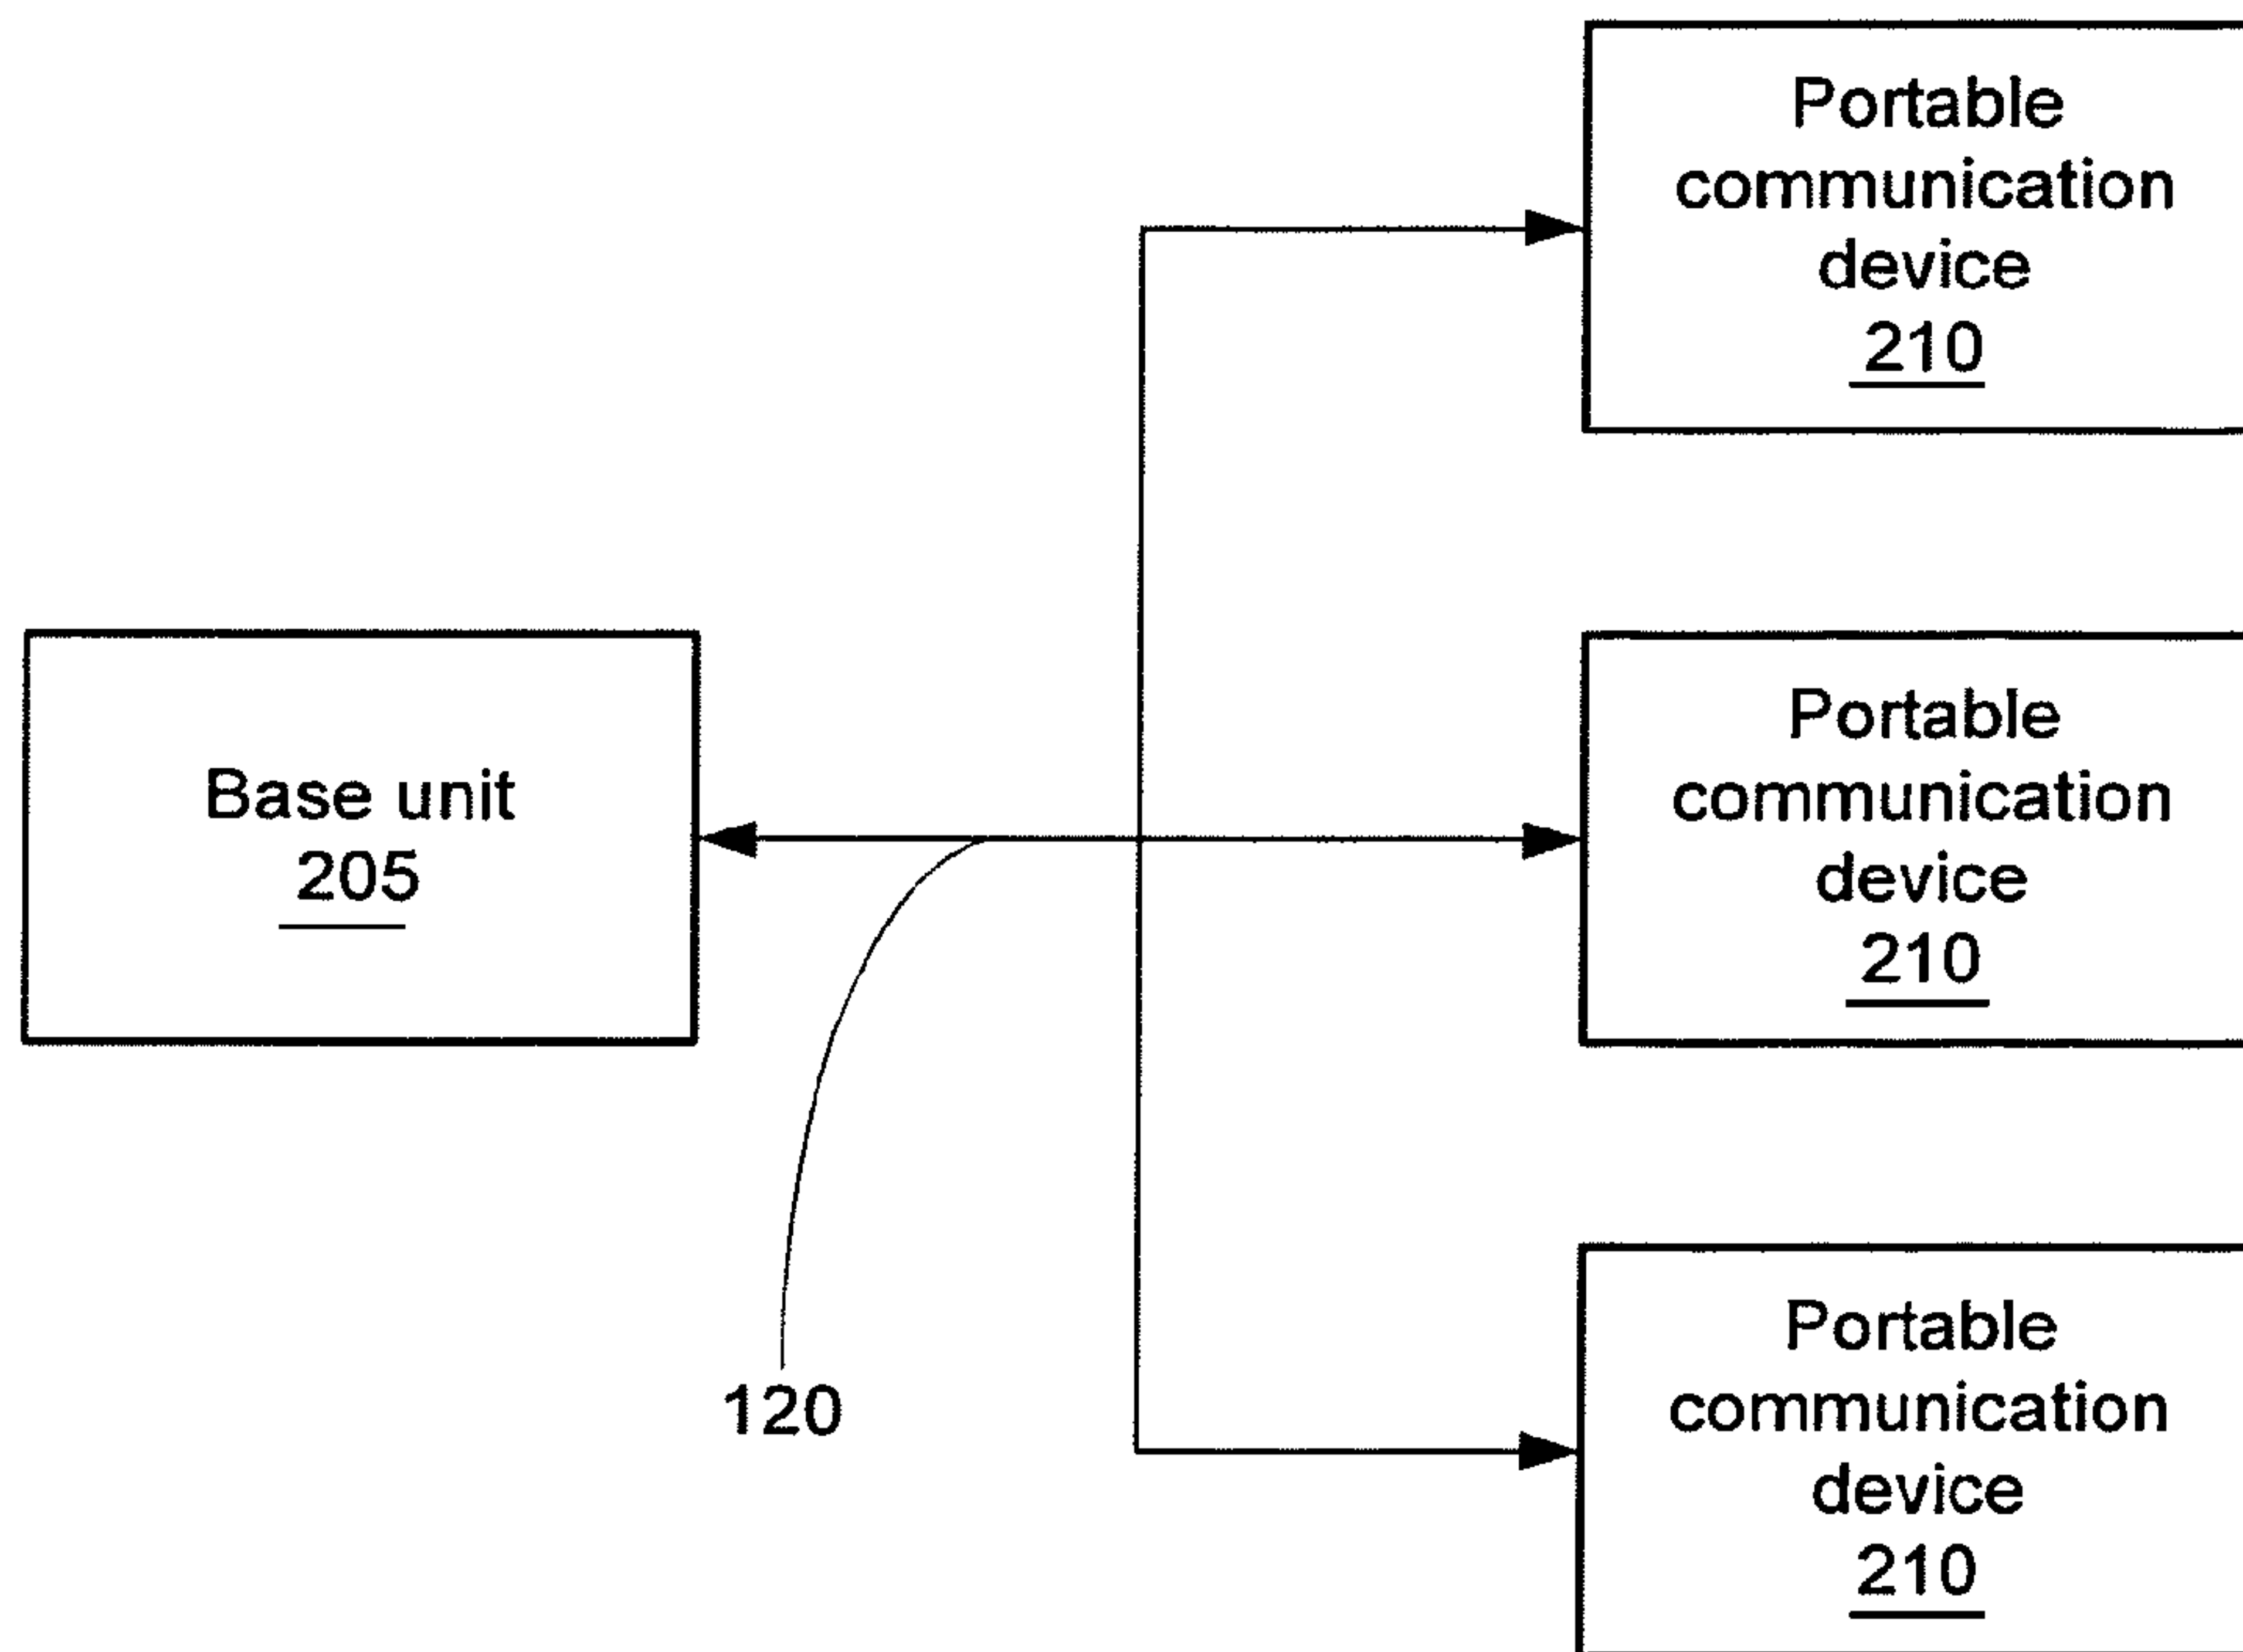 Portable
communication
device
210
Base unit
205
Portable
communication
device
210
120
Portable
communication
device
210